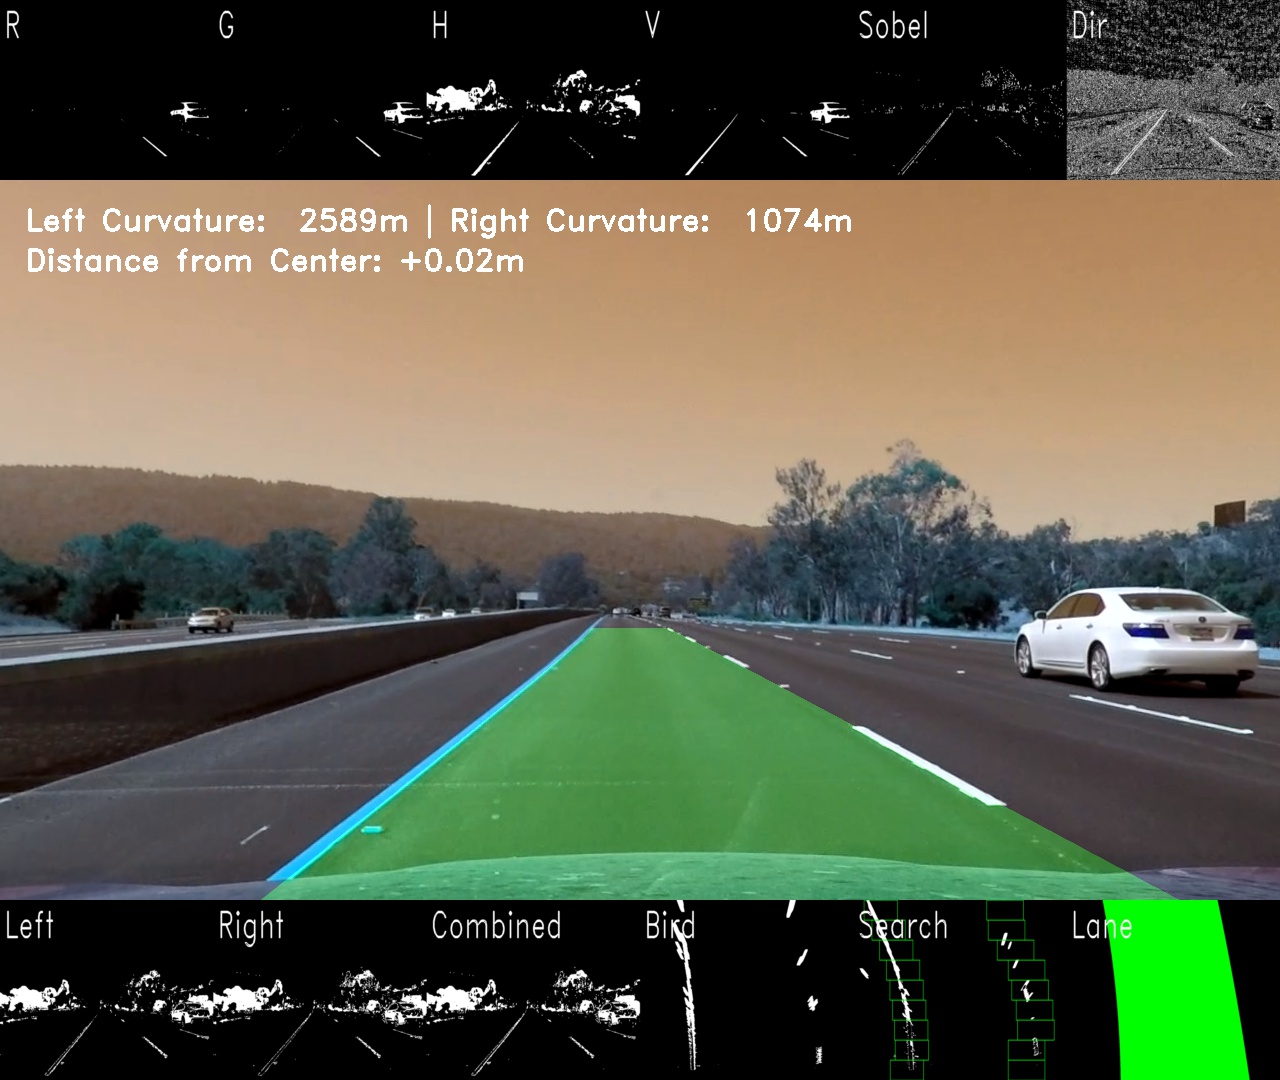 R G H V Sobel Dir
Left Curvature: 2589m | Right Curvature: 1074m
Distance from Center: +0.02m
Left Right Combined Bird Search Lane